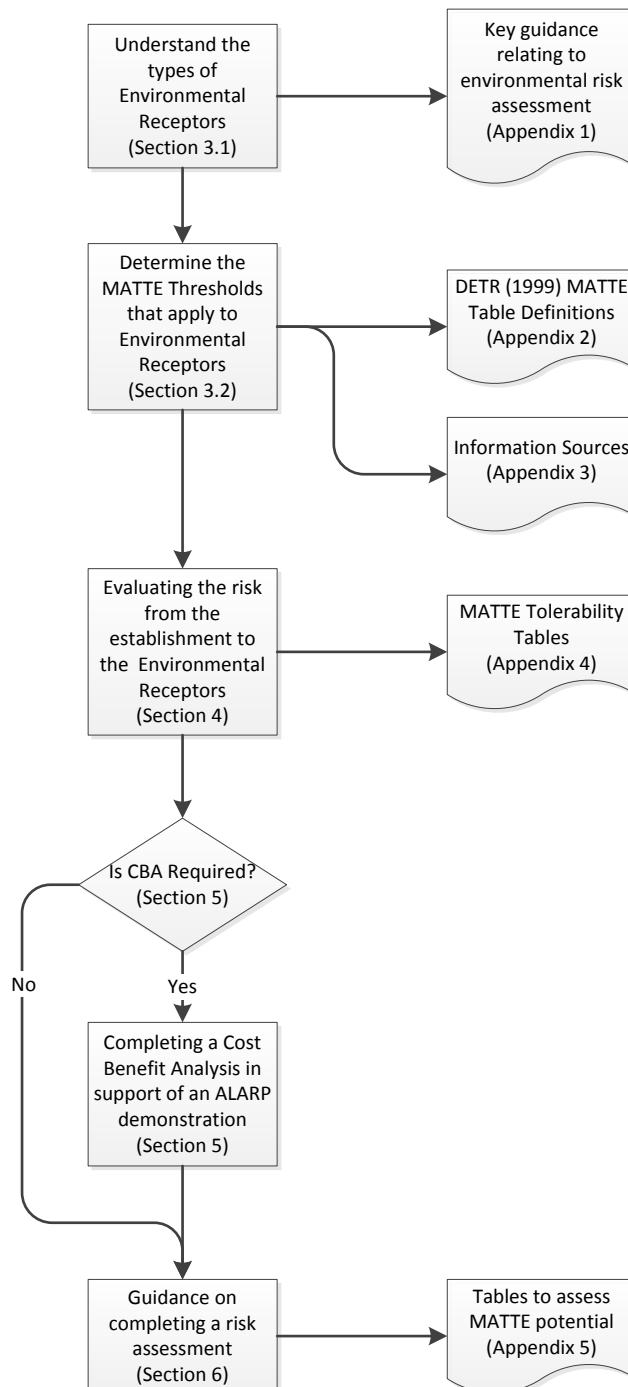 Understand the
types of
Environmental
Receptors
(Section 3.1)
Key guidance
relating to
environmental risk
assessment
(Appendix 1)
Determine the
MATTE Thresholds
that apply to
Environmental
Receptors
(Section 3.2)
DETR (1999) MATTE
Table Definitions
(Appendix 2)
Information Sources
(Appendix 3)
Evaluating the risk
from the
establishment to
the Environmental
Receptors
(Section 4)
MATTE Tolerability
Tables
(Appendix 4)
Is CBA Required?
(Section 5)
No
Yes
Completing a Cost
Benefit Analysis in
support of an ALARP
demonstration
(Section 5)
Guidance on
completing a risk
assessment
(Section 6)
Tables to assess
MATTE potential
(Appendix 5)